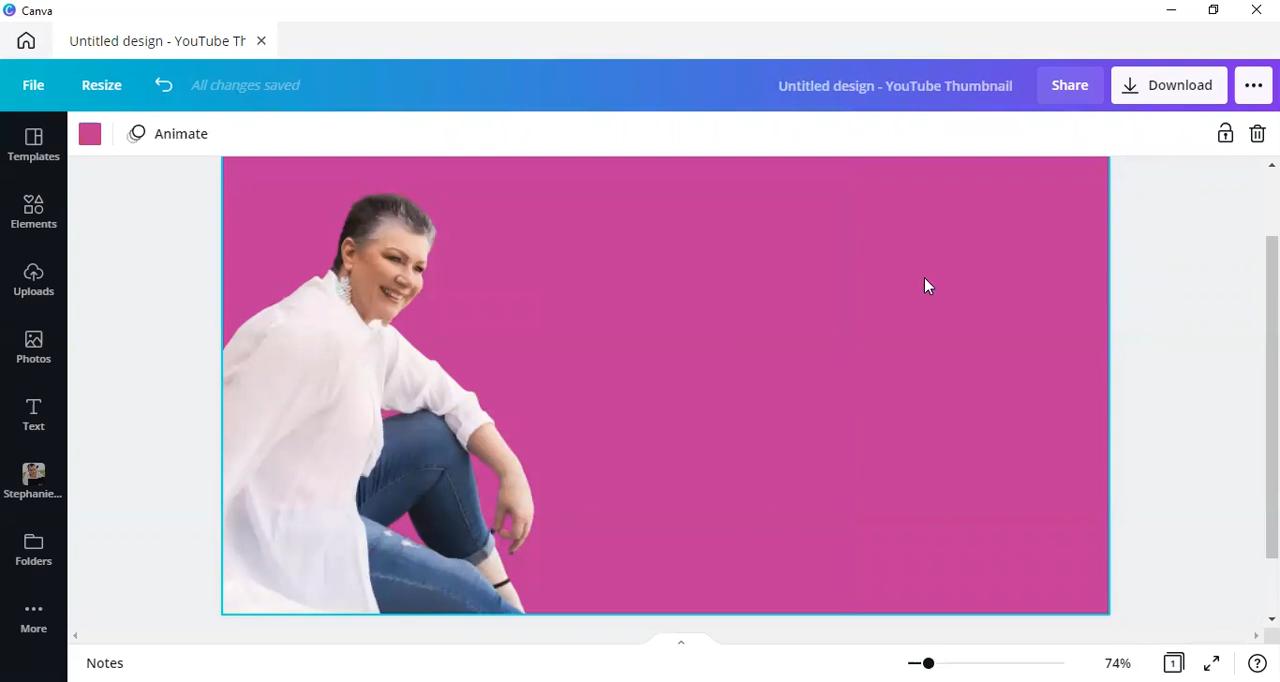 Canva
Untitled design - YouTube Th
File
Resize
All changes saved
Untitled design - YouTube Thumbnail
Share
Download
Animate
Templates
Elements
Uploads
Photos
Text
Stephanie...
Folders
More
Notes
74%
1
?